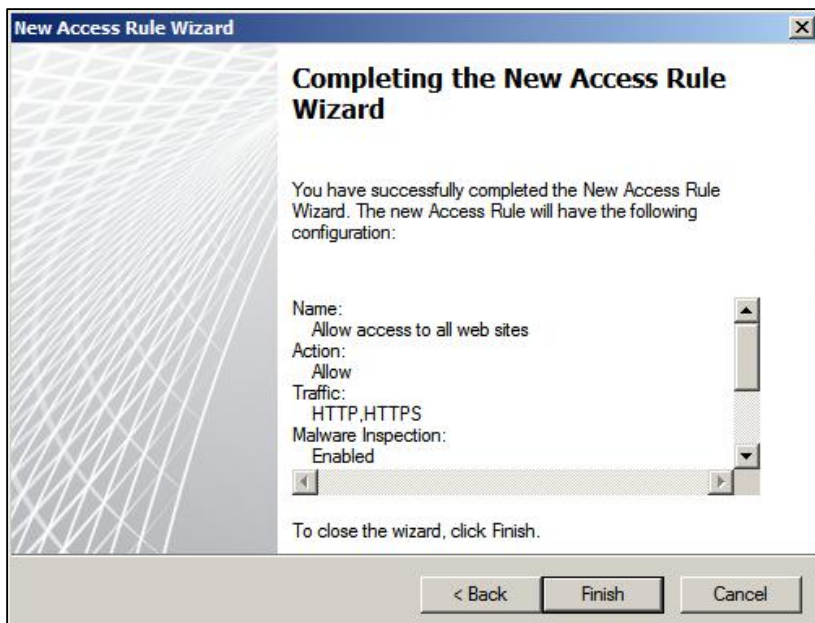 New Access Rule Wizard
Completing the New Access Rule
Wizard
You have successfully completed the New Access Rule
Wizard. The new Access Rule will have the following
configuration:
Name:
Allow access to all web sites
Action:
Allow
Traffic:
HTTP,HTTPS
Malware Inspection:
Enabled
To close the wizard, click Finish.
< Back
Finish
Cancel